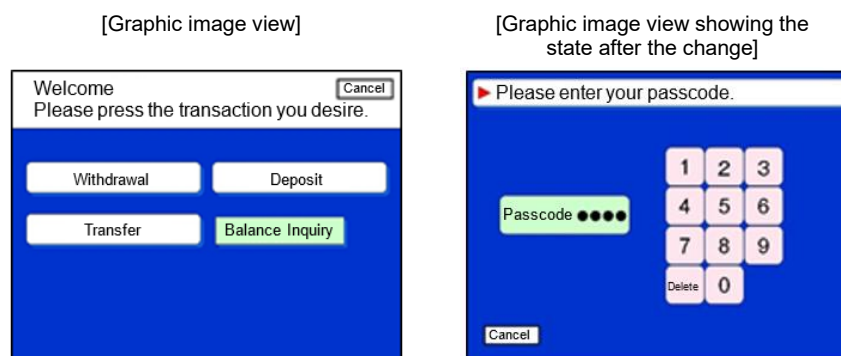 [Graphic image view]
Welcome
Cancel
Please press the transaction you desire.
Withdrawal
Deposit
Transfer
Balance Inquiry
[Graphic image view showing the
state after the change]
Please enter your passcode.
Passcode ●●●●
1 2 3
4 5 6
7 8 9
Delete 0
Cancel